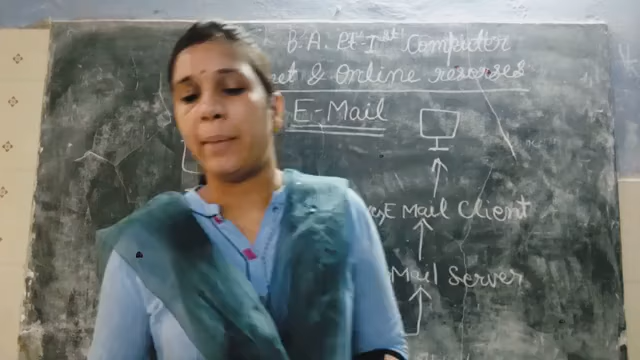 B.A. Pt-Ist Computer
net & Online resorses
E-Mail
E Mail Client
Mail Server